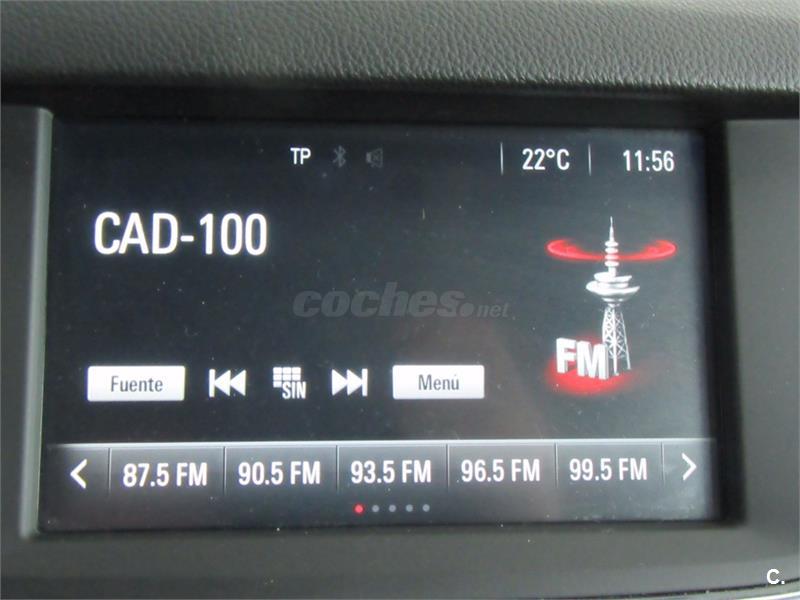 TP 22°C 11:56
CAD-100
coches.net
FM
Fuente SIN Menú
87.5 FM 90.5 FM 93.5 FM 96.5 FM 99.5 FM
C.